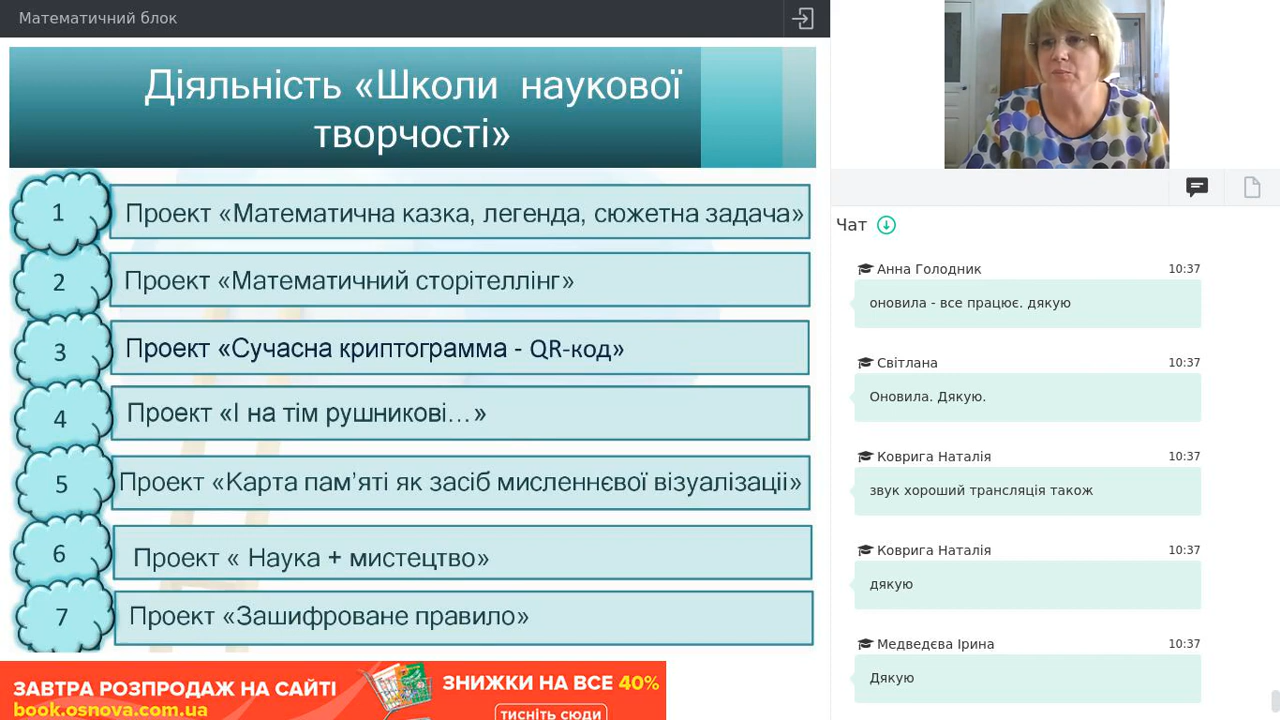 Математичний блок
Діяльність «Школи наукової
творчості»
1
Проект «Математична казка, легенда, сюжетна задача»
2
Проект «Математичний сторітеллінг»
3
Проект «Сучасна криптограмма - QR-код»
4
Проект «І на тім рушникові...»
5
Проект «Карта пам’яті як засіб мисленнєвої візуалізації»
6
Проект « Наука + мистецтво»
7
Проект «Зашифроване правило»
ЗАВТРА РОЗПРОДАЖ НА САЙТІ
book.osnova.com.ua
ЗНИЖКИ НА ВСЕ 40%
тисніть сюди
Чат
Анна Голодник 10:37
оновила - все працює. дякую
Світлана 10:37
Оновила. Дякую.
Коврига Наталія 10:37
звук хороший трансляція також
Коврига Наталія 10:37
дякую
Медведєва Ірина 10:37
Дякую